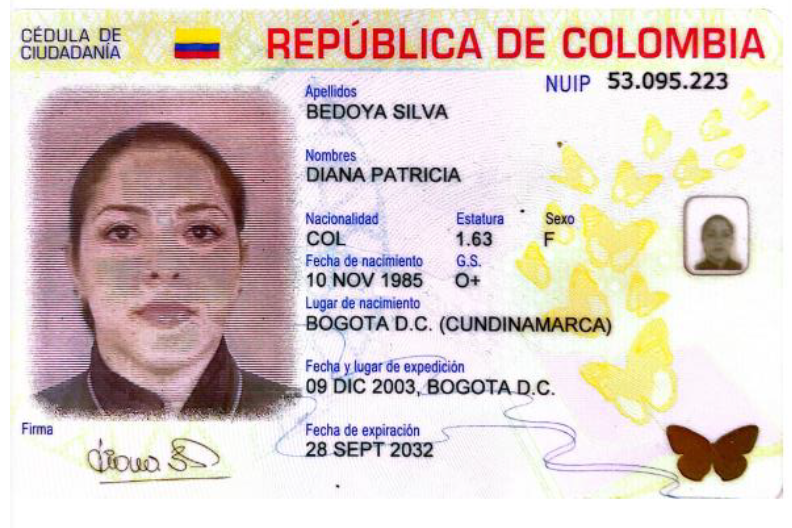 CÉDULA DE
CIUDADANÍA
REPÚBLICA DE COLOMBIA
NUIP 53.095.223
Apellidos
BEDOYA SILVA
Nombres
DIANA PATRICIA
Nacionalidad Estatura Sexo
COL 1.63 F
Fecha de nacimiento G.S.
10 NOV 1985 O+
Lugar de nacimiento
BOGOTA D.C. (CUNDINAMARCA)
Fecha y lugar de expedición
09 DIC 2003, BOGOTA D.C.
Fecha de expiración
28 SEPT 2032
Firma